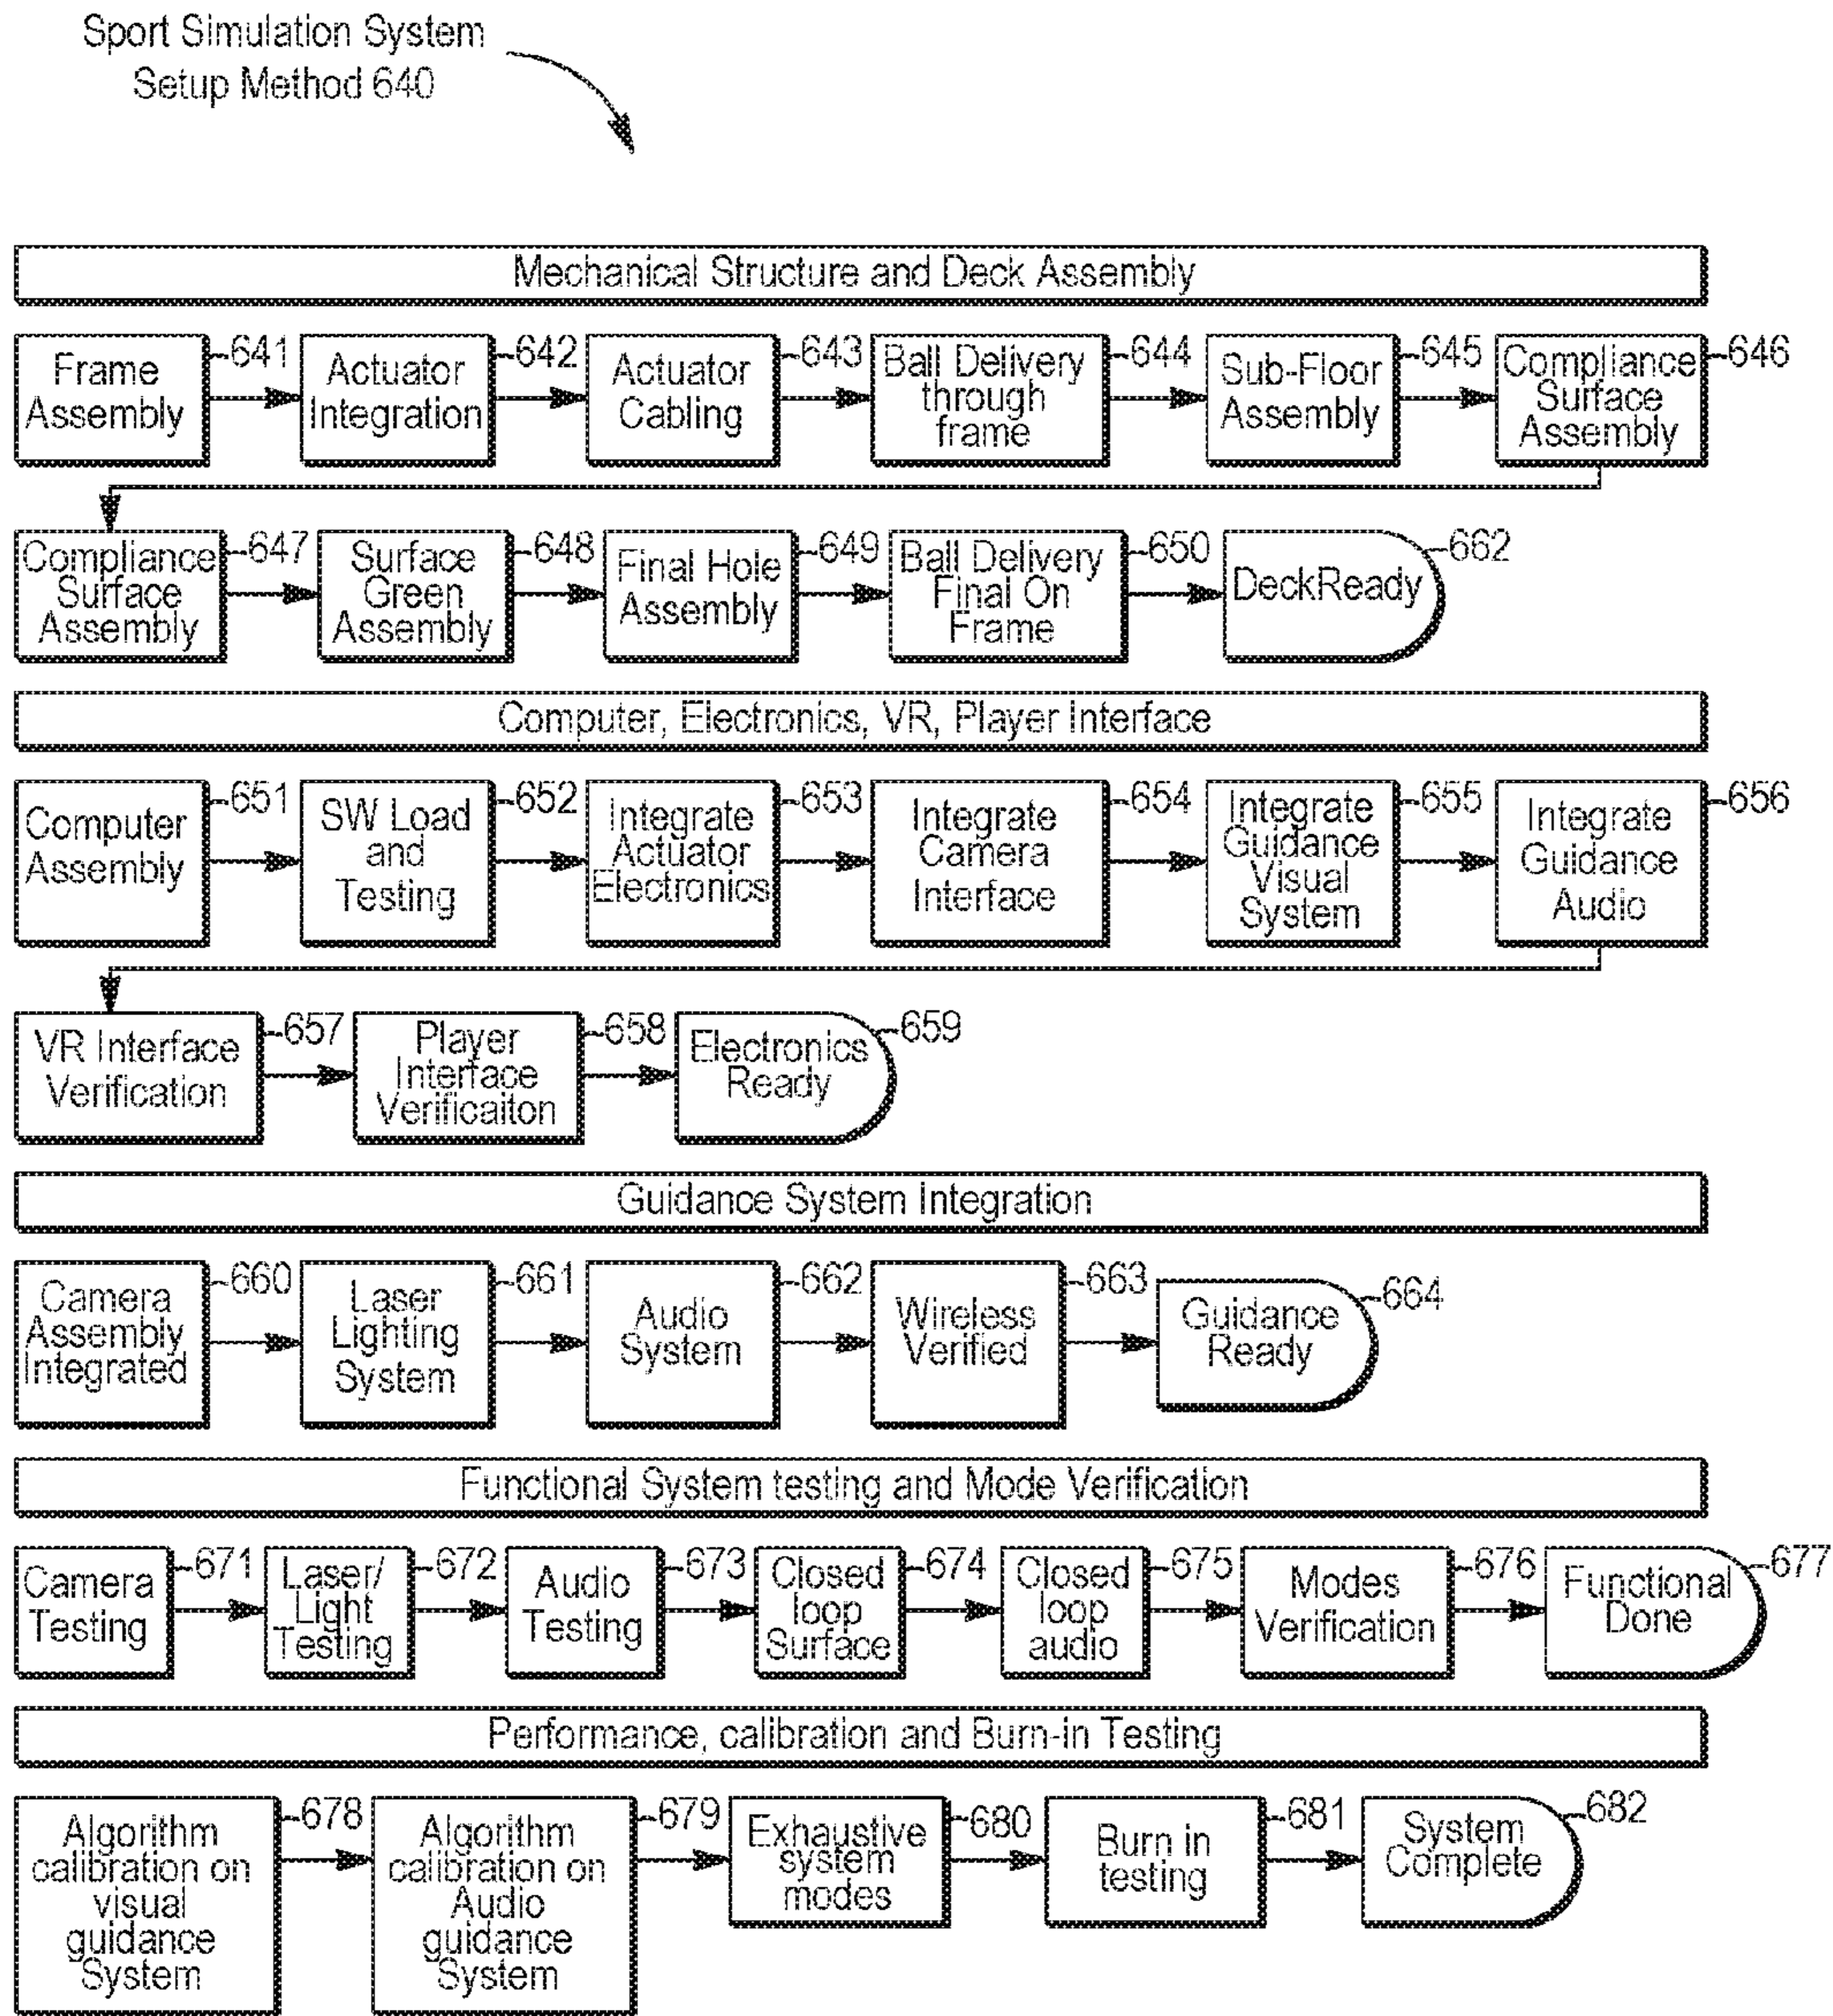 Sport Simulation System
Setup Method 640
Mechanical Structure and Deck Assembly
Frame
Assembly
641
Actuator
Integration
642
Actuator
Cabling
643
Ball Delivery
through
frame
644
Sub-Floor
Assembly
645
Compliance
Surface
Assembly
646
Compliance
Surface
Assembly
647
Surface
Green
Assembly
648
Final Hole
Assembly
649
Ball Delivery
Final On
Frame
650
DeckReady
662
Computer, Electronics, VR, Player Interface
Computer
Assembly
651
SW Load
and
Testing
652
Integrate
Actuator
Electronics
653
Integrate
Camera
Interface
654
Integrate
Guidance
Visual
System
655
Integrate
Guidance
Audio
656
VR Interface
Verification
657
Player
Interface
Verificaiton
658
Electronics
Ready
659
Guidance System Integration
Camera
Assembly
Integrated
660
Laser
Lighting
System
661
Audio
System
662
Wireless
Verified
663
Guidance
Ready
664
Functional System testing and Mode Verification
Camera
Testing
671
Laser/
Light
Testing
672
Audio
Testing
673
Closed
loop
Surface
674
Closed
loop
audio
675
Modes
Verification
676
Functional
Done
677
Performance, calibration and Burn-in Testing
Algorithm
calibration on
visual
guidance
System
678
Algorithm
calibration on
Audio
guidance
System
679
Exhaustive
system
modes
680
Burn in
testing
681
System
Complete
682